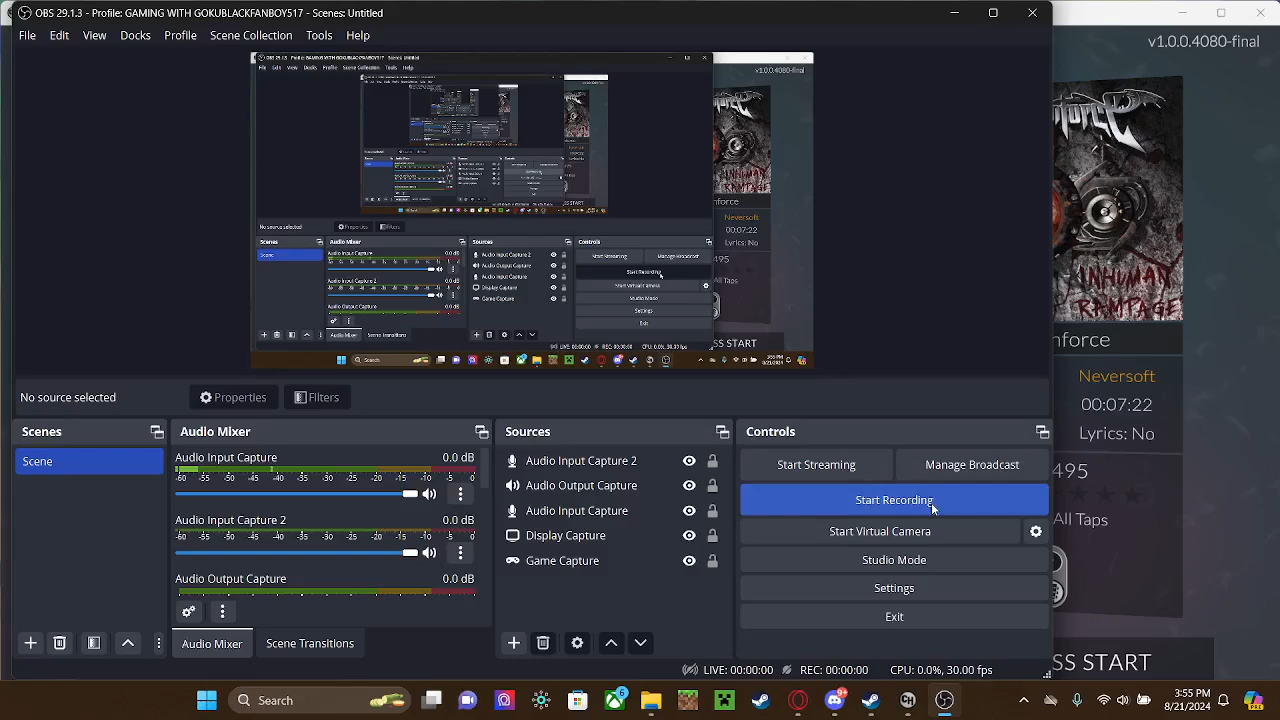 OBS 29.1.3 - Profile: GAMING WITH GOKUBLACKFANBOY517 - Scenes: Untitled
File Edit View Docks Profile Scene Collection Tools Help
v1.0.0.4080-final
INHUMAN
RAMPAGE
nforce
Neversoft
00:07:22
Lyrics: No
495
All Taps
SS START
No source selected
Properties
Filters
Scenes
Scene
Audio Mixer
Audio Input Capture 0.0 dB
-60 -55 -50 -45 -40 -35 -30 -25 -20 -15 -10 -5 0
Audio Input Capture 2 0.0 dB
-60 -55 -50 -45 -40 -35 -30 -25 -20 -15 -10 -5 0
Audio Output Capture 0.0 dB
Audio Mixer Scene Transitions
Sources
Audio Input Capture 2
Audio Output Capture
Audio Input Capture
Display Capture
Game Capture
Controls
Start Streaming Manage Broadcast
Start Recording
Start Virtual Camera
Studio Mode
Settings
Exit
LIVE: 00:00:00 REC: 00:00:00 CPU: 0.0%, 30.00 fps
Search
6
9+
3:55 PM
8/21/2024